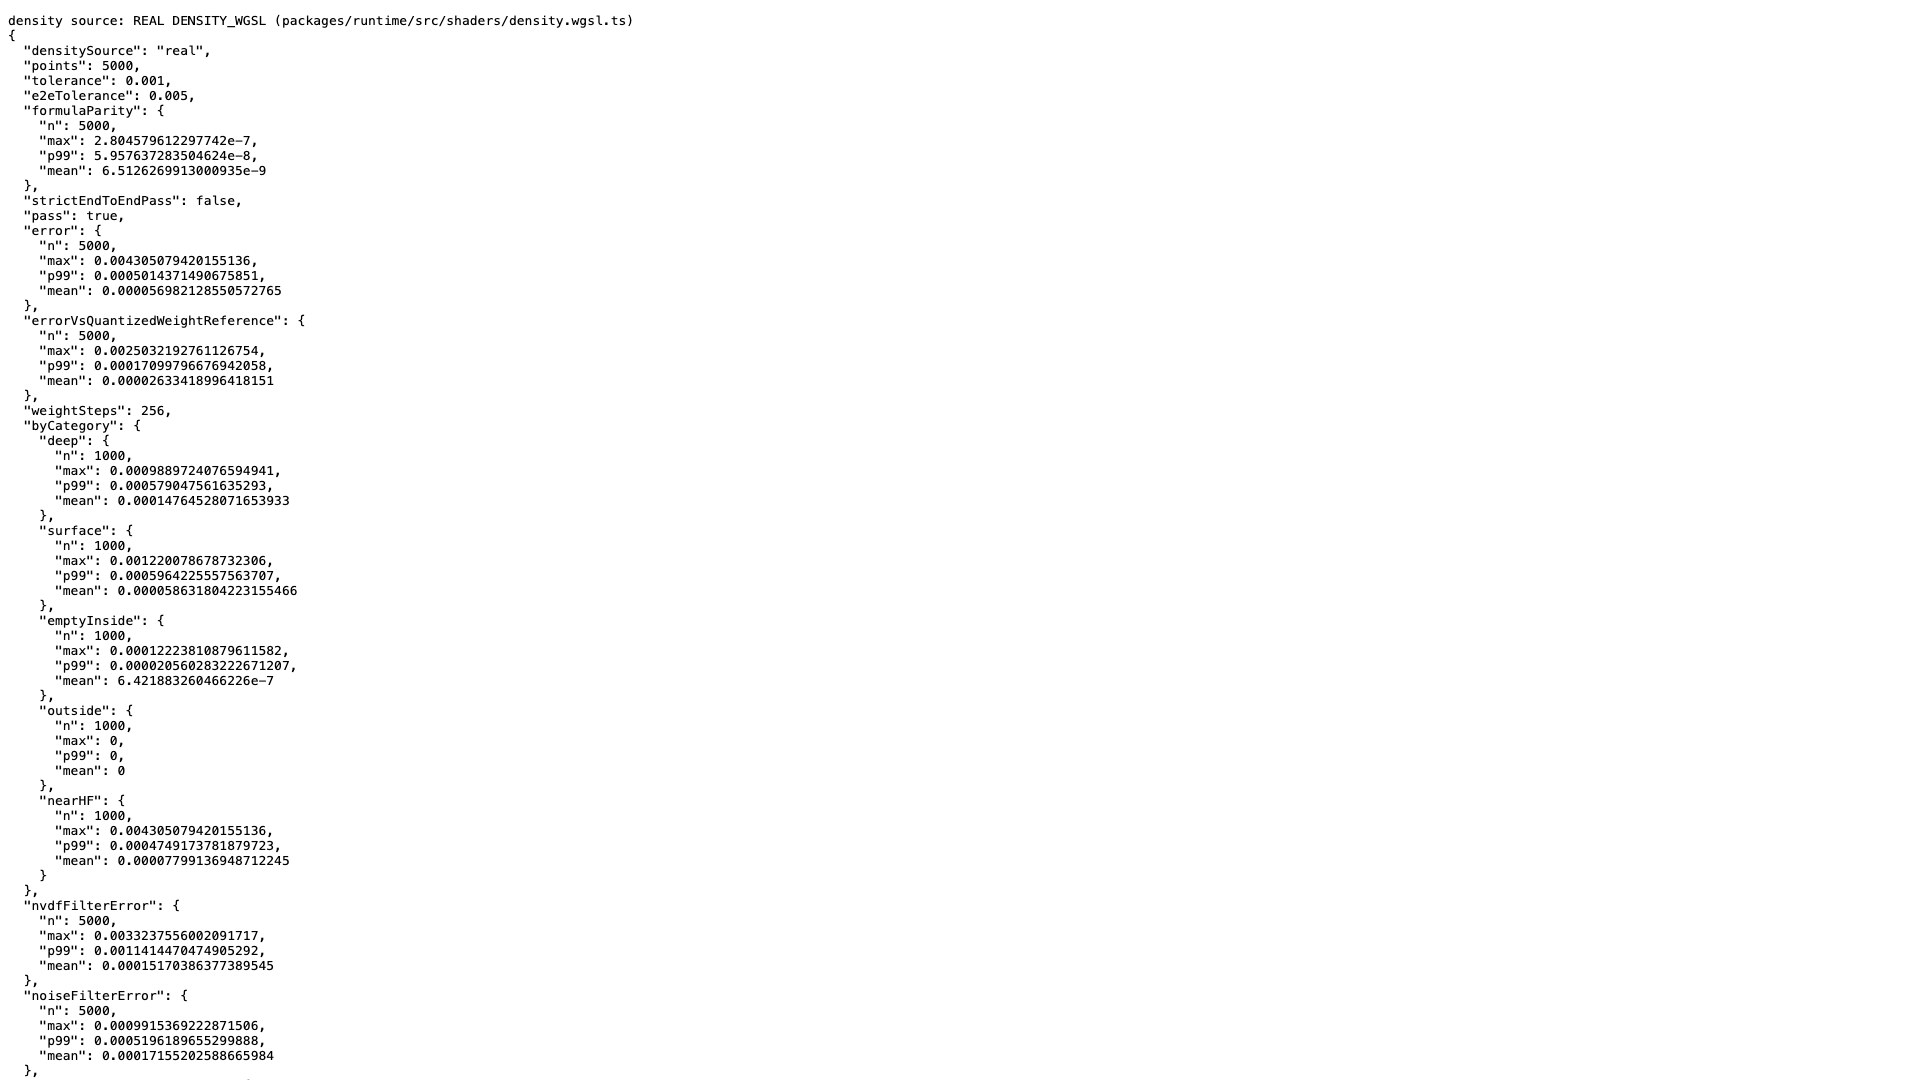 density source: REAL DENSITY_WGSL (packages/runtime/src/shaders/density.wgsl.ts)
{
  "densitySource": "real",
  "points": 5000,
  "tolerance": 0.001,
  "e2eTolerance": 0.005,
  "formulaParity": {
    "n": 5000,
    "max": 2.804579612297742e-7,
    "p99": 5.957637283504624e-8,
    "mean": 6.5126269913000935e-9
  },
  "strictEndToEndPass": false,
  "pass": true,
  "error": {
    "n": 5000,
    "max": 0.004305079420155136,
    "p99": 0.0005014371490675851,
    "mean": 0.000056982128550572765
  },
  "errorVsQuantizedWeightReference": {
    "n": 5000,
    "max": 0.0025032192761126754,
    "p99": 0.00017099796676942058,
    "mean": 0.00002633418996418151
  },
  "weightSteps": 256,
  "byCategory": {
    "deep": {
      "n": 1000,
      "max": 0.0009889724076594941,
      "p99": 0.000579047561635293,
      "mean": 0.00014764528071653933
    },
    "surface": {
      "n": 1000,
      "max": 0.001220078678732306,
      "p99": 0.0005964225557563707,
      "mean": 0.000058631804223155466
    },
    "emptyInside": {
      "n": 1000,
      "max": 0.00012223810879611582,
      "p99": 0.000020560283222671207,
      "mean": 6.421883260466226e-7
    },
    "outside": {
      "n": 1000,
      "max": 0,
      "p99": 0,
      "mean": 0
    },
    "nearHF": {
      "n": 1000,
      "max": 0.004305079420155136,
      "p99": 0.0004749173781879723,
      "mean": 0.00007799136948712245
    }
  },
  "nvdfFilterError": {
    "n": 5000,
    "max": 0.0033237556002091717,
    "p99": 0.0011414470474905292,
    "mean": 0.00015170386377389545
  },
  "noiseFilterError": {
    "n": 5000,
    "max": 0.0009915369222871506,
    "p99": 0.0005196189655299888,
    "mean": 0.00017155202588665984
  },